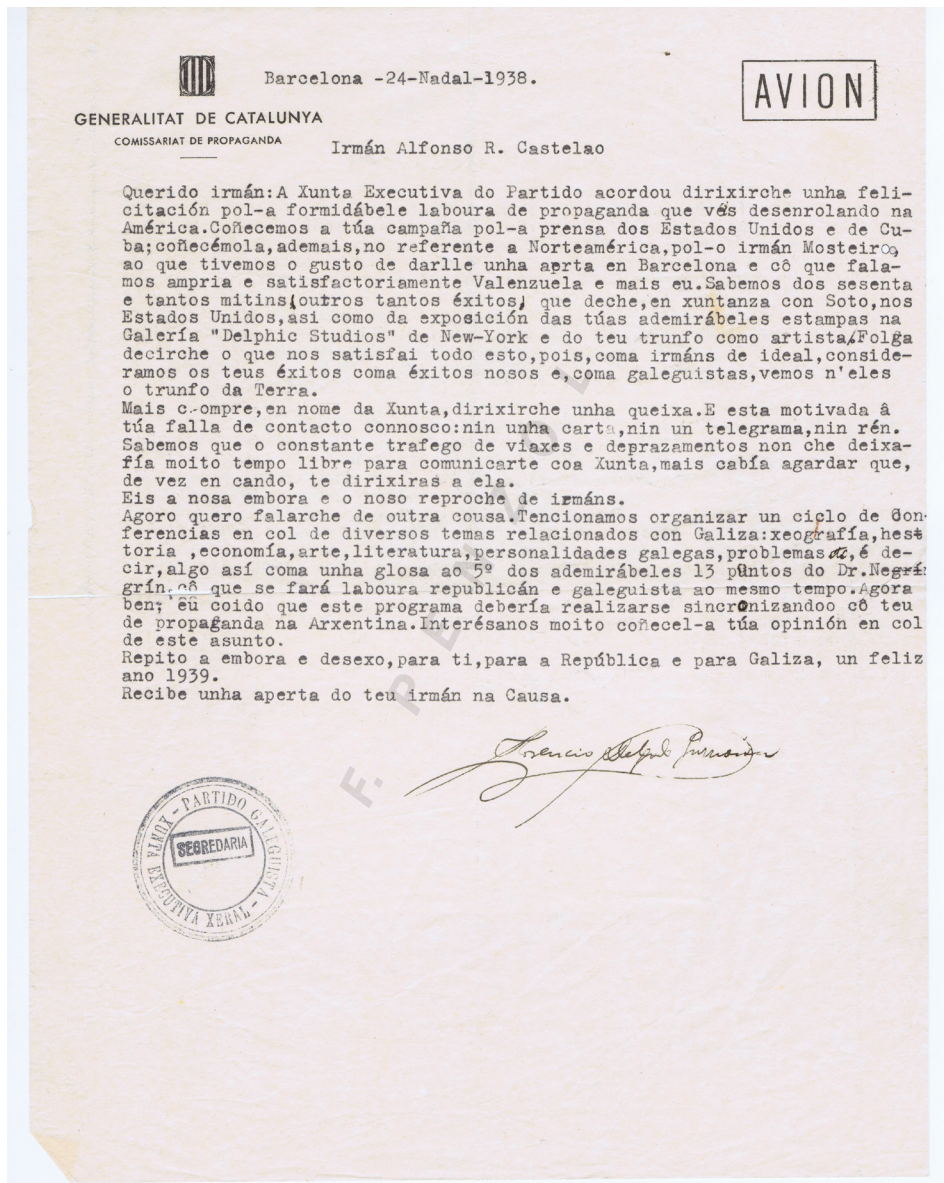 Barcelona -24-Nadal-1938.
AVION
GENERALITAT DE CATALUNYA
COMISSARIAT DE PROPAGANDA
Irmán Alfonso R. Castelao
Querido irmán:A Xunta Executiva do Partido acordou dirixirche unha feli-
citación pol-a formidábele laboura de propaganda que vés desenrolando na
América.Coñecemos a túa campaña pol-a prensa dos Estados Unidos e de Cu-
ba;coñecémola,ademais,no referente a Norteamérica,pol-o irmán Mosteiro,
ao que tivemos o gusto de darlle unha aperta en Barcelona e cô que fala-
mos ampria e satisfactoriamente Valenzuela e mais eu.Sabemos dos sesenta
e tantos mitins(outros tantos éxitos) que deche,en xuntanza con Soto,nos
Estados Unidos,asi como da exposición das túas ademirábeles estampas na
Galería "Delphic Studios" de New-York e do teu trunfo como artista.Folga
decirche o que nos satisfai todo esto,pois,coma irmáns de ideal,conside-
ramos os teus éxitos coma éxitos nosos e,coma galeguistas,vemos n'eles
o trunfo da Terra.
Mais compre,en nome da Xunta,dirixirche unha queixa.E esta motivada â
túa falla de contacto connosco:nin unha carta,nin un telegrama,nin rén.
Sabemos que o constante trafego de viaxes e deprazamentos non che deixa-
fía moito tempo libre para comunicarte coa Xunta,mais cabía agardar que,
de vez en cando, te dirixiras a ela.
Eis a nosa embora e o noso reproche de irmáns.
Agoro quero falarche de outra cousa.Tencionamos organizar un ciclo de Con-
ferencias en col de diversos temas relacionados con Galiza:xeografía,hes-
toria ,economía,arte,literatura,personalidades galegas,problemas , é de-
cir,algo así coma unha glosa ao 5º dos ademirábeles 13 puntos do Dr.Negrín
grín,cô que se fará laboura republicán e galeguista ao mesmo tempo.Agora
ben; eu coido que este programa debería realizarse sincronizandoo cô teu
de propaganda na Arxentina.Interésanos moito coñecel-a túa opinión en col
de este asunto.
Repito a embora e desexo,para ti,para a República e para Galiza, un feliz
ano 1939.
Recibe unha aperta do teu irmán na Causa.
Florencio Delgado Gurriarán
XUNTA EXECUTIVA XERAL - PARTIDO GALEGUISTA -
SEGREDARIA
F. PENZOL